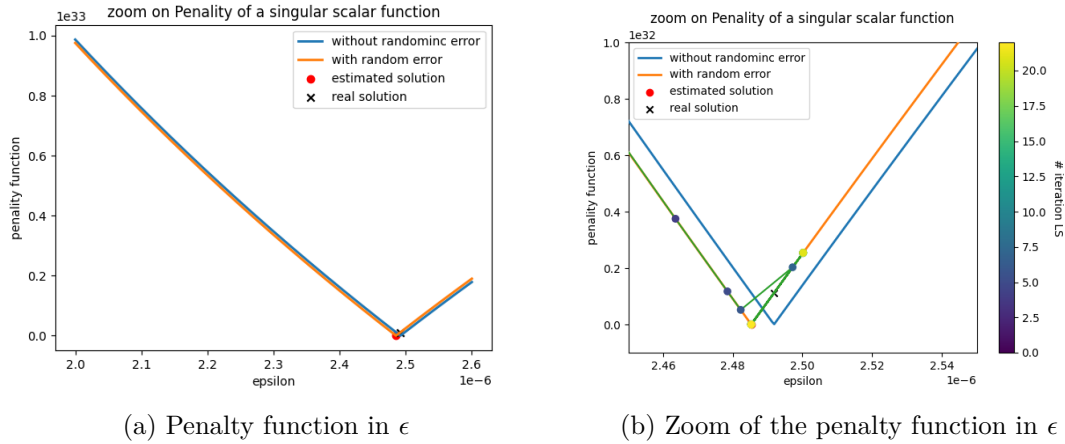 zoom on Penality of a singular scalar function
1e33
1.0
0.8
0.6
0.4
0.2
0.0
penality function
without randominc error
with random error
estimated solution
real solution
2.0
2.1
2.2
2.3
2.4
2.5
2.6
1e−6
epsilon
(a) Penalty function in ϵ
zoom on Penality of a singular scalar function
1e32
1.0
0.8
0.6
0.4
0.2
0.0
penality function
without randominc error
with random error
estimated solution
real solution
2.46
2.48
2.50
2.52
2.54
1e−6
epsilon
20.0
17.5
15.0
12.5
10.0
7.5
5.0
2.5
0.0
# iteration LS
(b) Zoom of the penalty function in ϵ